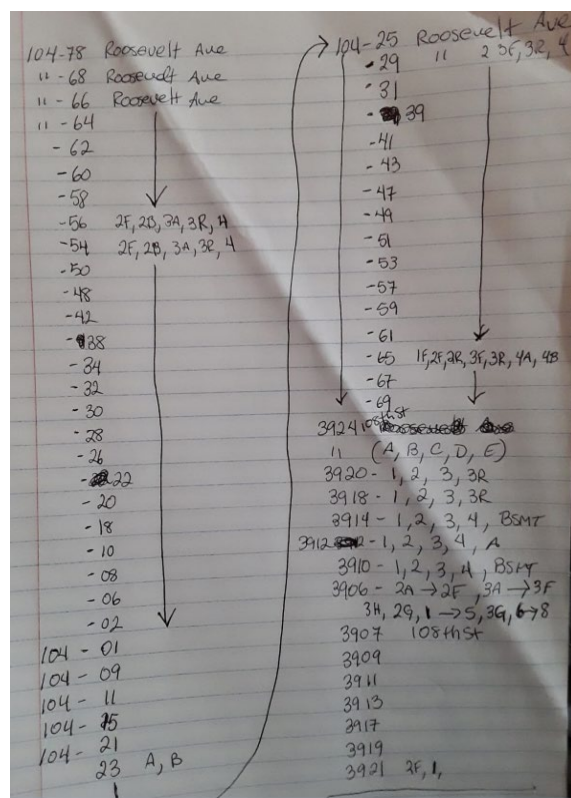 104-78 Roosevelt Ave
" - 68 Roosevelt Ave
" - 66 Roosevelt Ave
" - 64
- 62
- 60
- 58
- 56 2F, 2B, 3A, 3R, 4
- 54 2F, 2B, 3A, 3R, 4
- 50
- 48
- 42
- 38
- 34
- 32
- 30
- 28
- 26
- 22
- 20
- 18
- 10
- 08
- 06
- 02
104 - 01
104 - 09
104 - 11
104 - 15
104 - 21
23 A, B
104-25 Roosevelt Ave
- 29 " 2 3F, 3R, 4
- 31
- 39
- 41
- 43
- 47
- 49
- 51
- 53
- 57
- 59
- 61
- 65 1F, 2F, 2R, 3F, 3R, 4A, 4B
- 67
- 69
3924 108th St
" (A, B, C, D, E)
3920 - 1, 2, 3, 3R
3918 - 1, 2, 3, 3R
3914 - 1, 2, 3, 4, BSMT
3912 - 1, 2, 3, 4, A
3910 - 1, 2, 3, 4, BSMT
3906 - 2A → 2F, 3A → 3F
3H, 2G, 1 → 5, 3G, 6→8
3907 108th St
3909
3911
3913
3917
3919
3921 2F, 1,